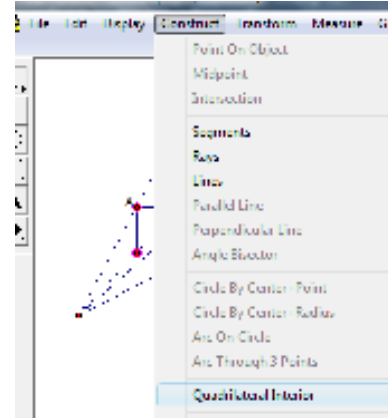 File Edit Display Construct Transform Measure G
Point On Object
Midpoint
Intersection
Segments
Rays
Lines
Parallel Line
Perpendicular Line
Angle Bisector
Circle By Center+Point
Circle By Center+Radius
Arc On Circle
Arc Through 3 Points
Quadrilateral Interior
A
A